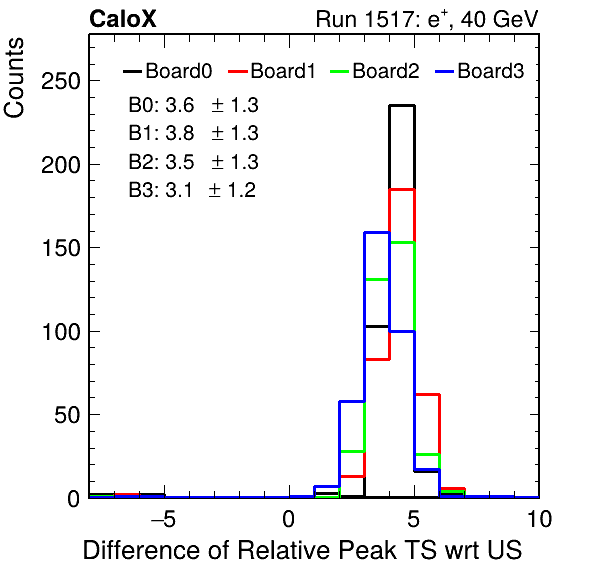 CaloX Run 1517: e⁺, 40 GeV
Counts
Board0 Board1 Board2 Board3
B0: 3.6 ± 1.3
B1: 3.8 ± 1.3
B2: 3.5 ± 1.3
B3: 3.1 ± 1.2
250
200
150
100
50
0
−5 0 5 10
Difference of Relative Peak TS wrt US